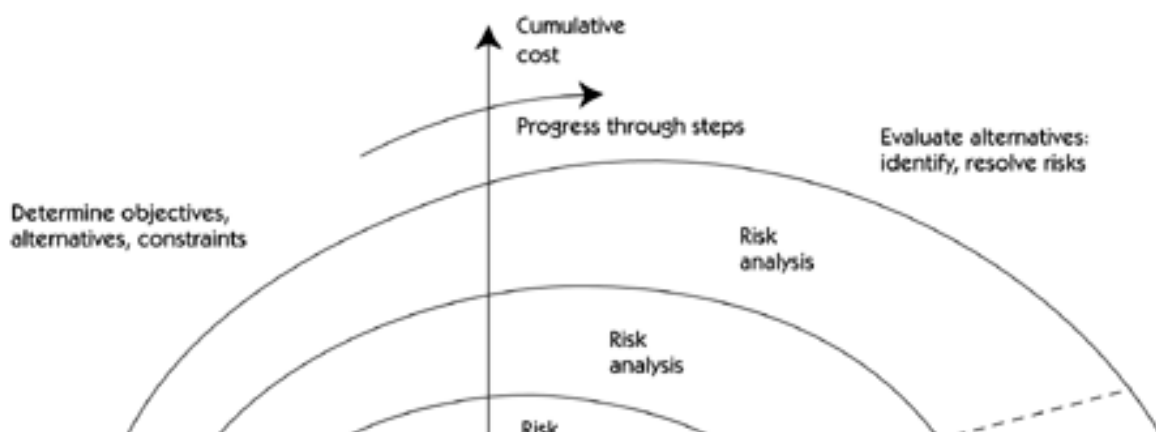 Cumulative
cost
Progress through steps
Evaluate alternatives:
identify, resolve risks
Determine objectives,
alternatives, constraints
Risk
analysis
Risk
analysis
Risk